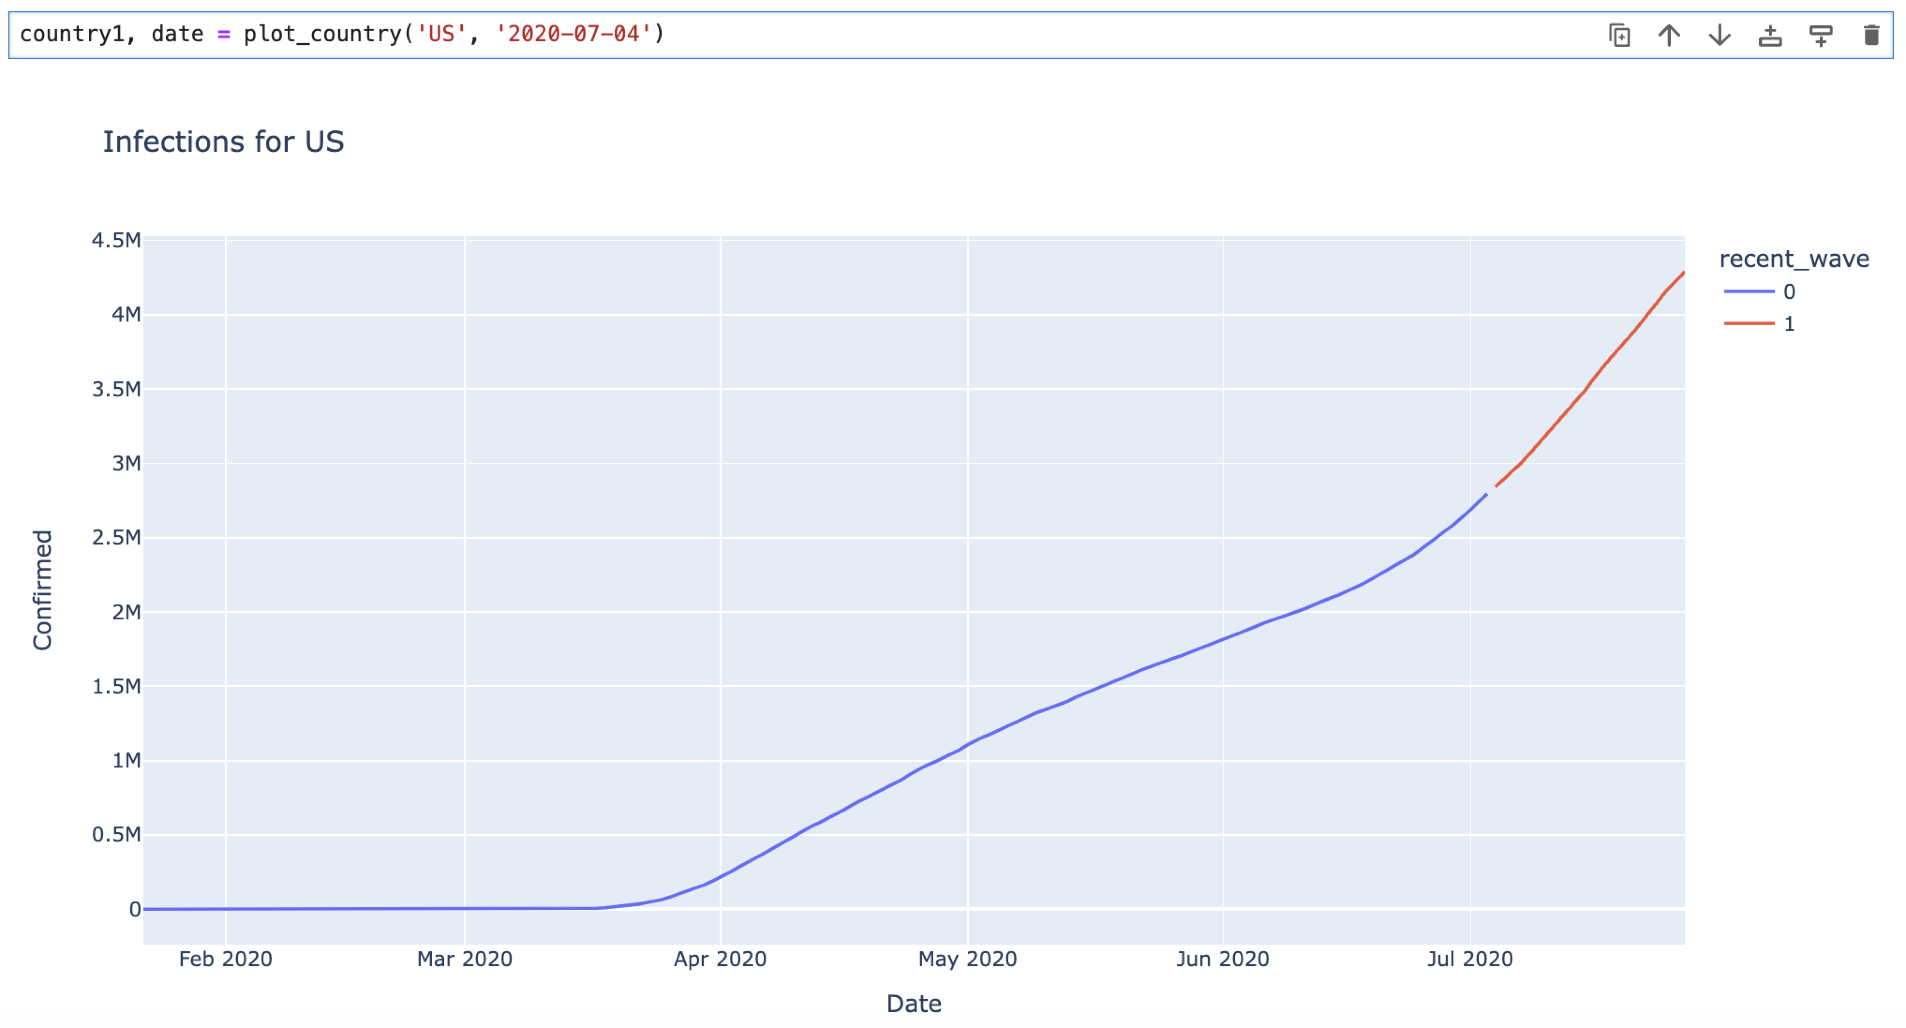 country1, date = plot_country('US', '2020-07-04')
Infections for US
4.5M
4M
3.5M
3M
2.5M
2M
1.5M
1M
0.5M
0
Confirmed
Feb 2020
Mar 2020
Apr 2020
May 2020
Jun 2020
Jul 2020
Date
recent_wave
0
1